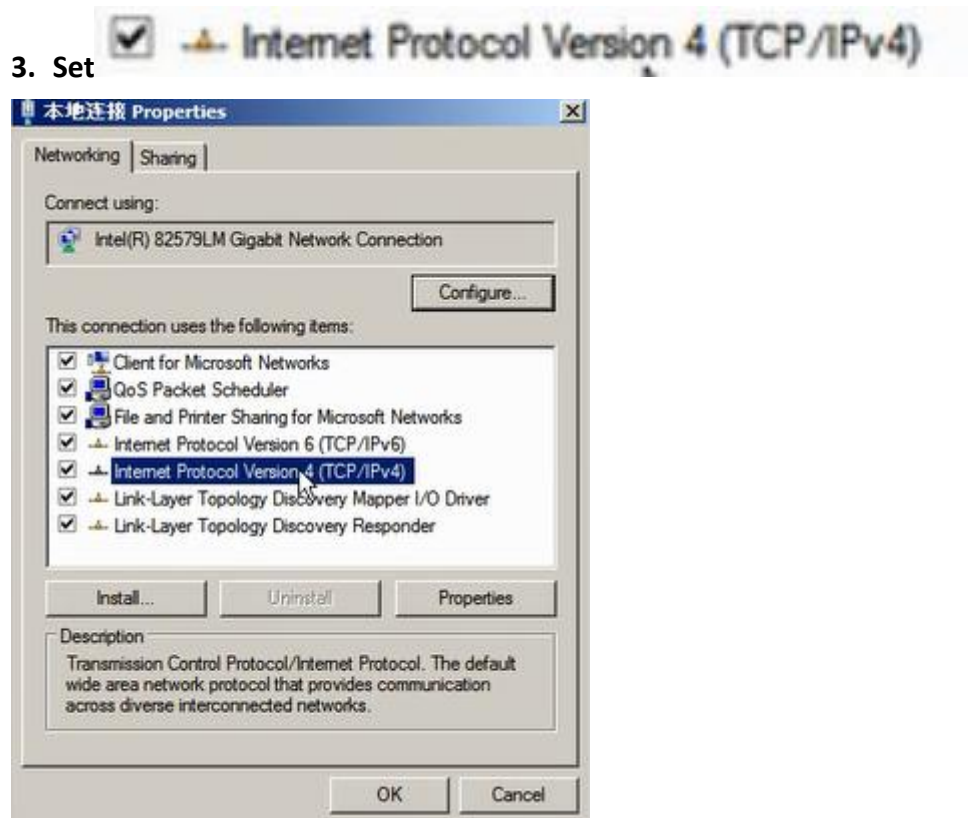 3. Set Internet Protocol Version 4 (TCP/IPv4)
本地连接 Properties
Networking Sharing
Connect using:
Intel(R) 82579LM Gigabit Network Connection
Configure...
This connection uses the following items:
Client for Microsoft Networks
QoS Packet Scheduler
File and Printer Sharing for Microsoft Networks
Internet Protocol Version 6 (TCP/IPv6)
Internet Protocol Version 4 (TCP/IPv4)
Link-Layer Topology Discovery Mapper I/O Driver
Link-Layer Topology Discovery Responder
Install... Uninstall Properties
Description
Transmission Control Protocol/Internet Protocol. The default
wide area network protocol that provides communication
across diverse interconnected networks.
OK Cancel